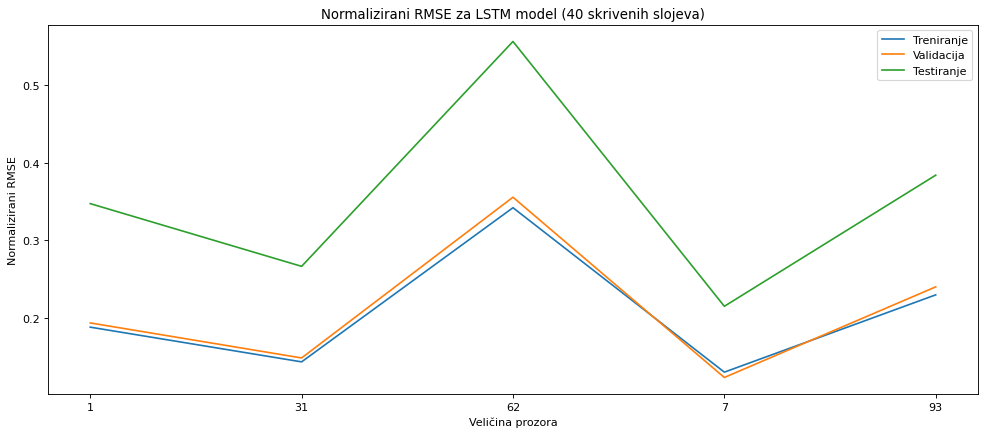 Normalizirani RMSE za LSTM model (40 skrivenih slojeva)
Treniranje
Validacija
Testiranje
Normalizirani RMSE
0.5
0.4
0.3
0.2
1 31 62 7 93
Veličina prozora